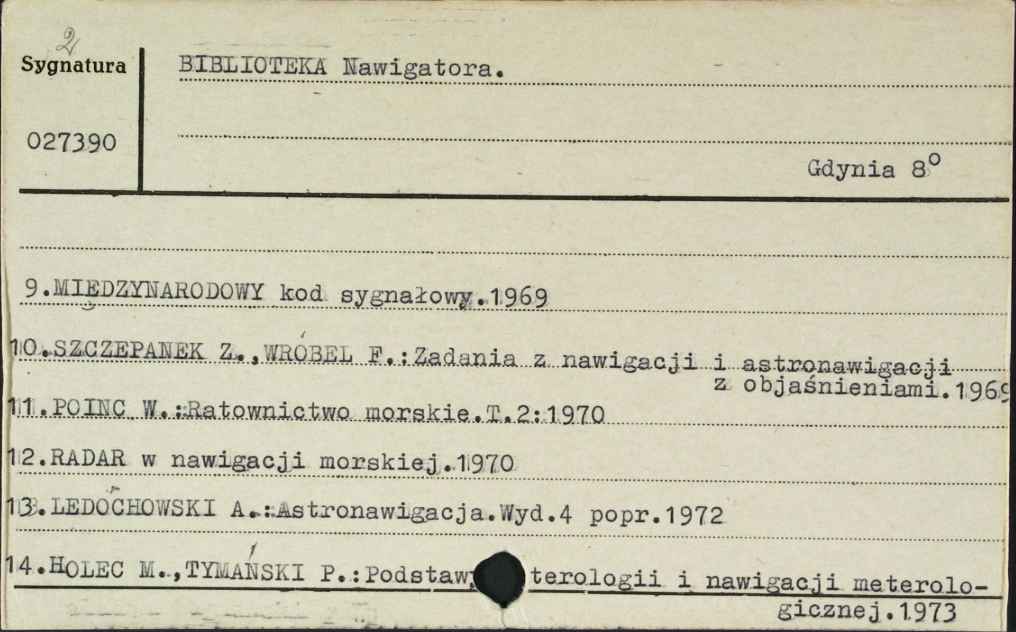 2
Sygnatura
BIBLIOTEKA Nawigatora.
027390
Gdynia 8°
9.MIĘDZYNARODOWY kod sygnałowy.1969
10.SZCZEPANEK Z.,WRÓBEL F.:Zadania z nawigacji i astronawigacji
z objaśnieniami.1969
11.POINC W.:Ratownictwo morskie.T.2:1970
12.RADAR w nawigacji morskiej.1970
13.LEDÓCHOWSKI A.:Astronawigacja.Wyd.4 popr.1972
14.HOLEC M.,TYMAŃSKI P.:Podstawy terologii i nawigacji meterolo-
gicznej.1973